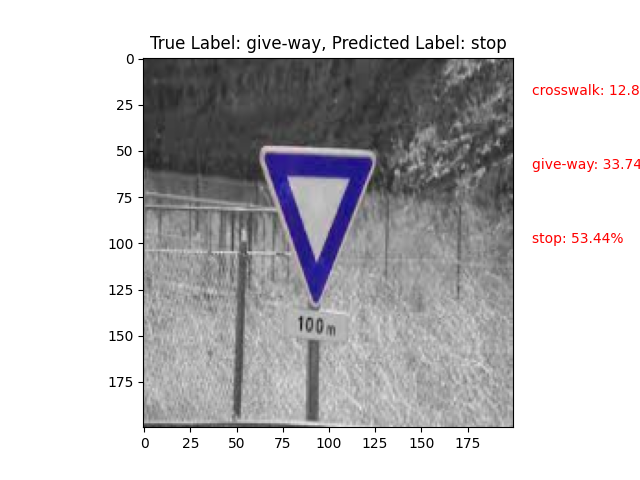 True Label: give-way, Predicted Label: stop
0
25
50
75
100
125
150
175
0 25 50 75 100 125 150 175
crosswalk: 12.8
give-way: 33.74
stop: 53.44%
100m